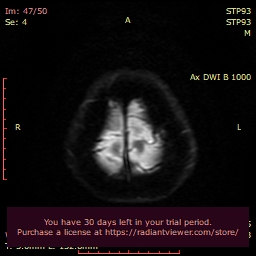 Im: 47/50
Se: 4
A
STP93
STP93
M
Ax DWI B 1000
R
L
You have 30 days left in your trial period.
Purchase a license at https://radiantviewer.com/store/